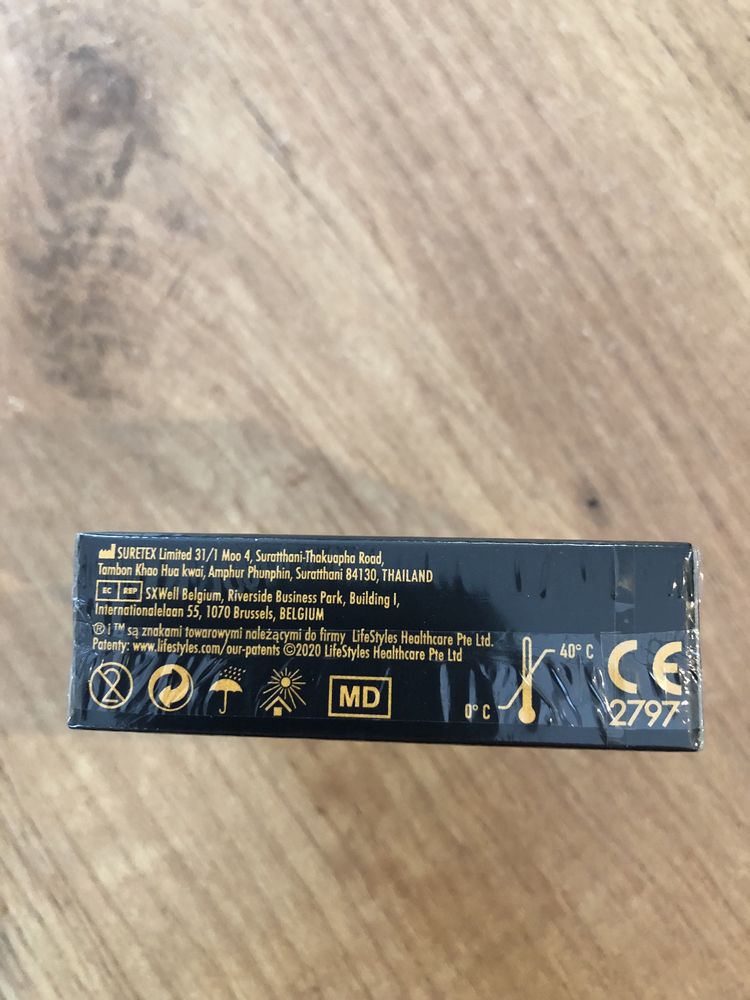 SURETEX Limited 31/1 Moo 4, Suratthani-Thakuapha Road,
Tambon Khao Hua kwai, Amphur Phunphin, Suratthani 84130, THAILAND
EC REP SXWell Belgium, Riverside Business Park, Building I,
Internationalelaan 55, 1070 Brussels, BELGIUM
® i ™ są znakami towarowymi należącymi do firmy LifeStyles Healthcare Pte Ltd.
Patenty: www.lifestyles.com/our-patents ©2020 LifeStyles Healthcare Pte Ltd
2 MD 0° C 40° C CE
2797